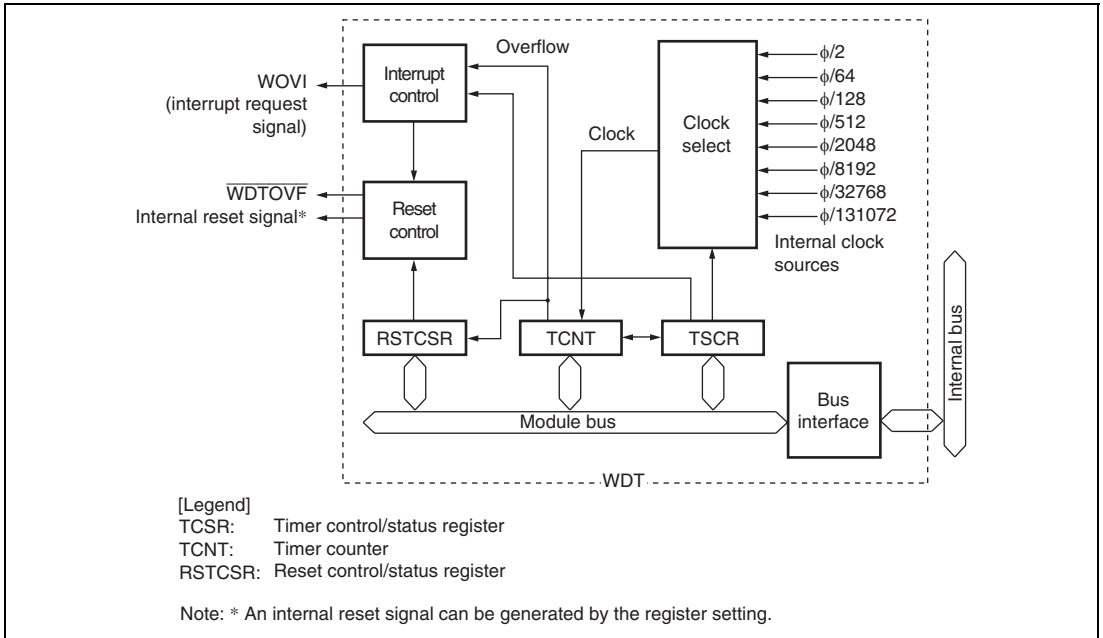 Overflow
Interrupt
control
WOVI
(interrupt request
signal)
WDTOVF
Internal reset signal*
Reset
control
Clock
Clock
select
ϕ/2
ϕ/64
ϕ/128
ϕ/512
ϕ/2048
ϕ/8192
ϕ/32768
ϕ/131072
Internal clock
sources
RSTCSR
TCNT
TSCR
Module bus
Bus
interface
Internal bus
WDT
[Legend]
TCSR: Timer control/status register
TCNT: Timer counter
RSTCSR: Reset control/status register
Note: * An internal reset signal can be generated by the register setting.